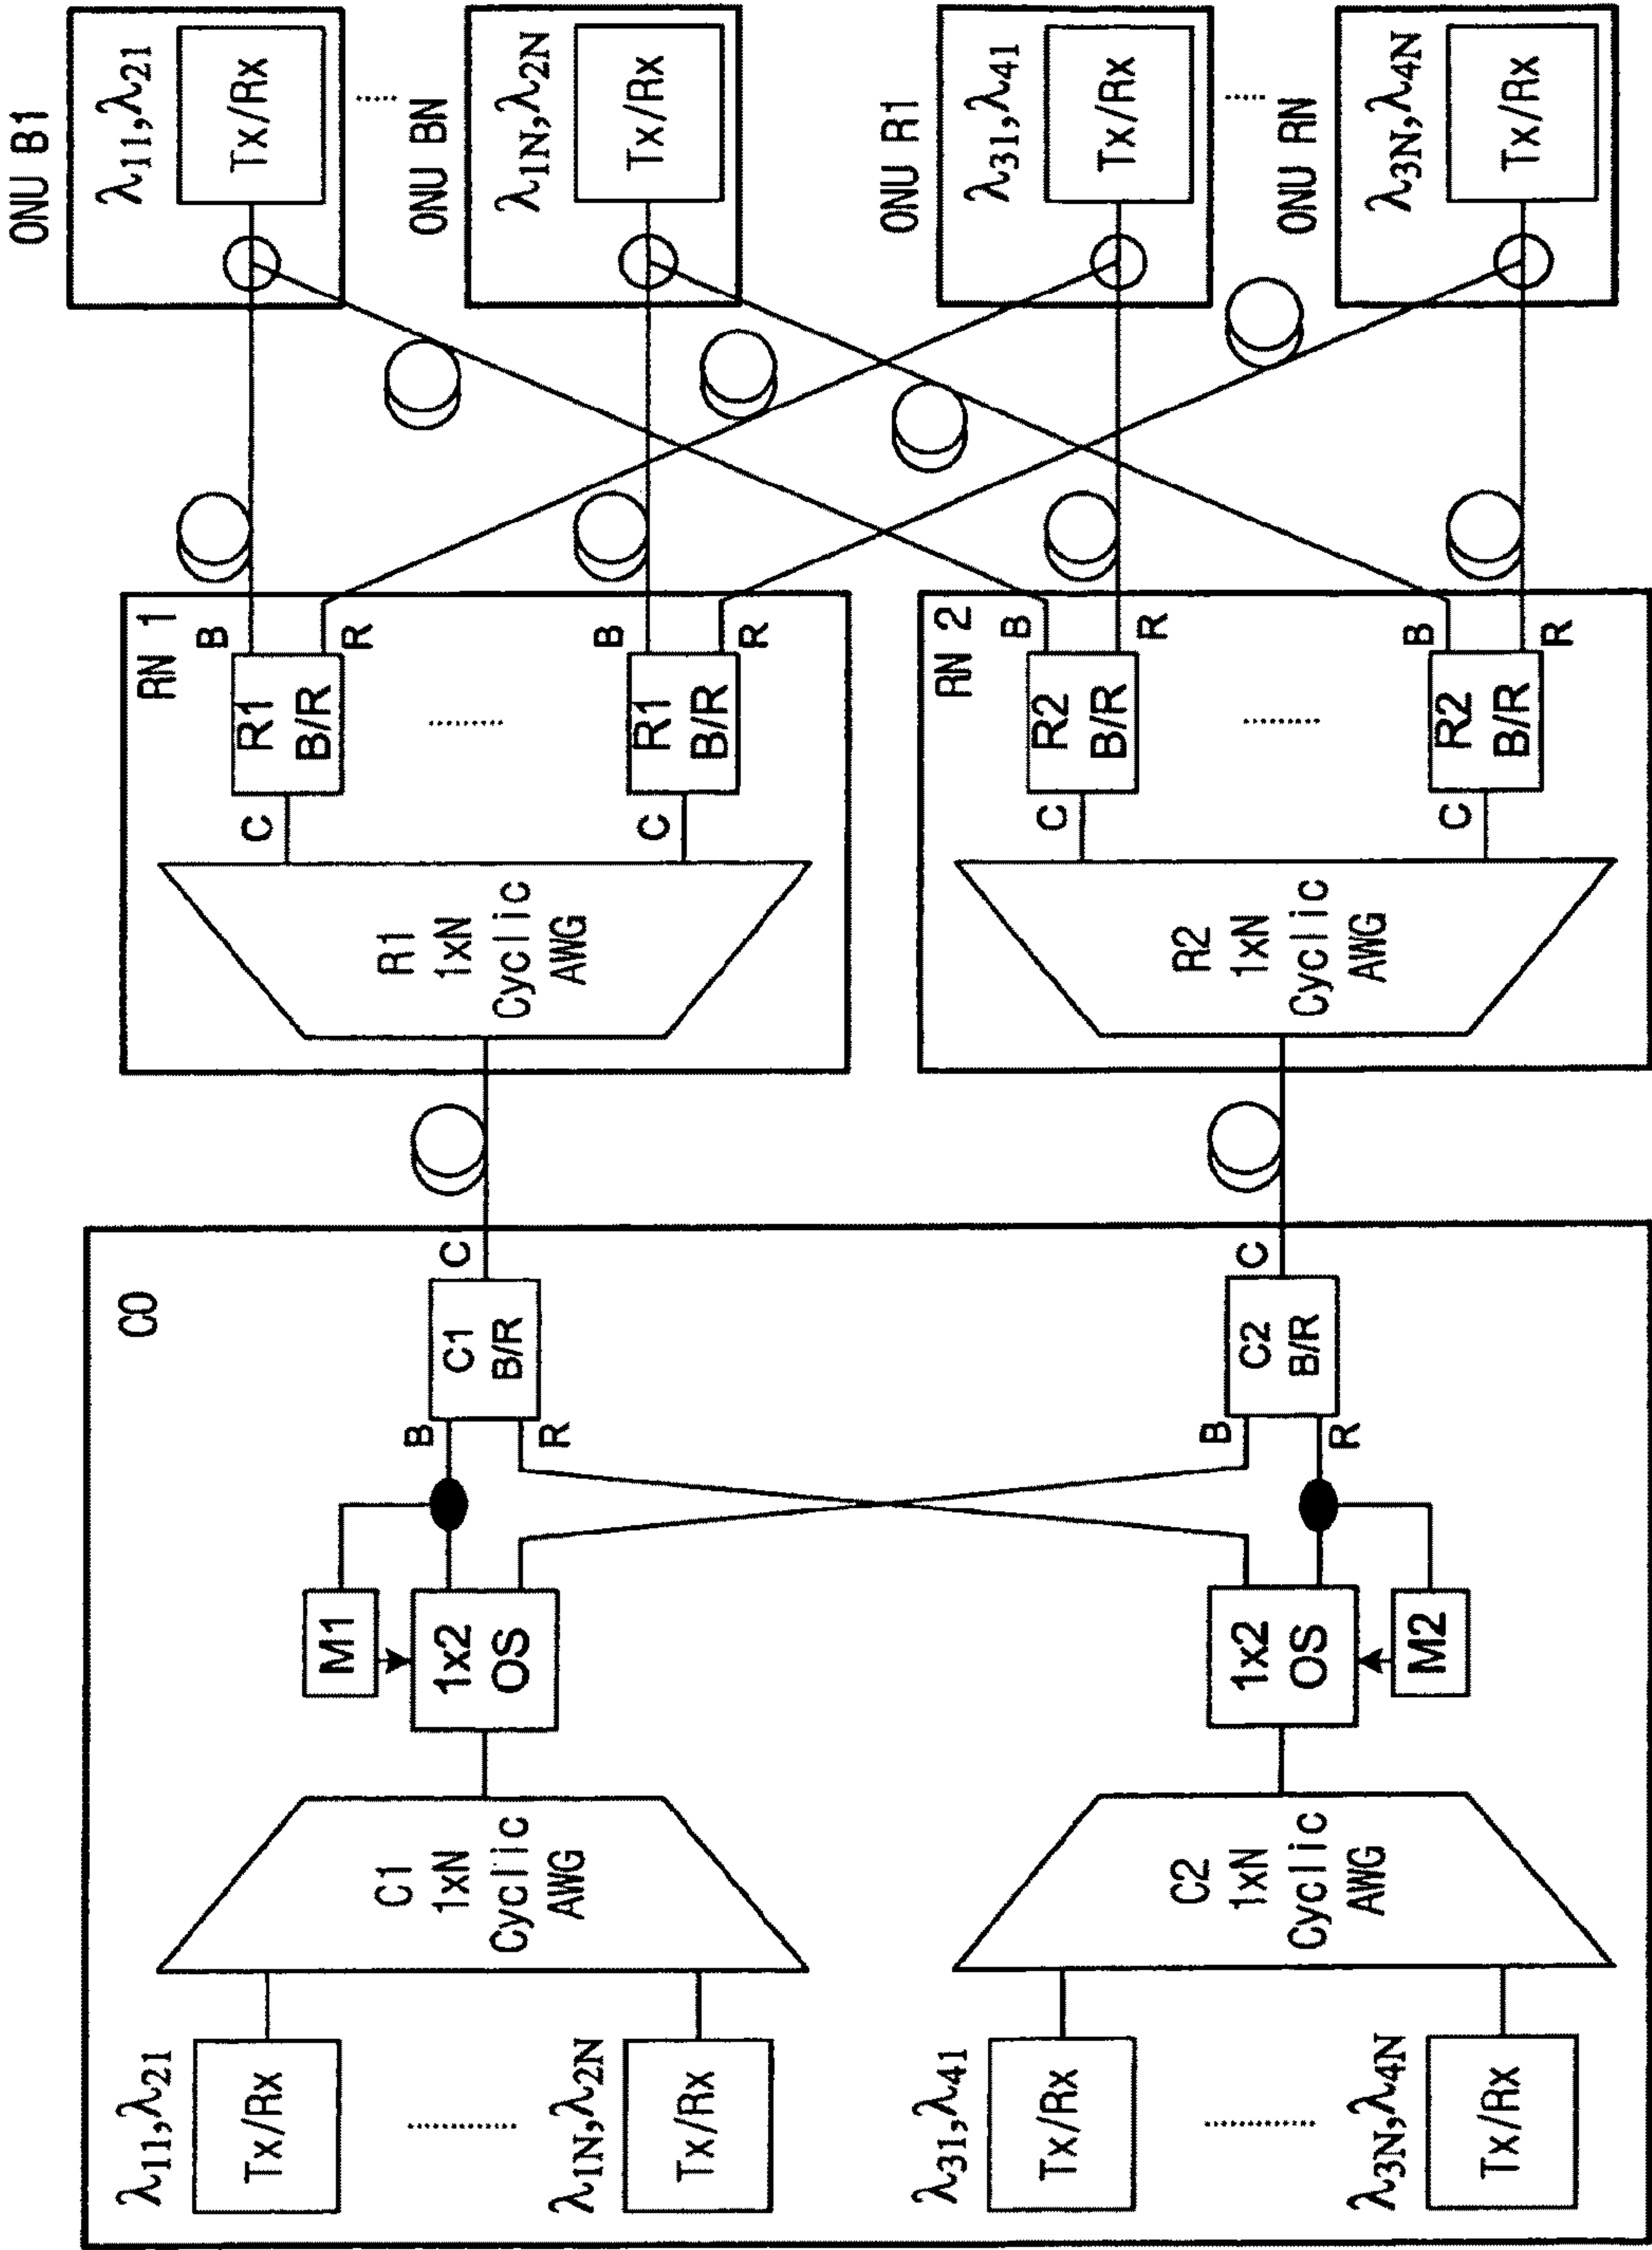 CO
λ11,λ21
Tx/Rx
λ1N,λ2N
Tx/Rx
C1
1xN
Cyclic
AWG
M1
1x2
OS
B
R
C1
B/R
C
λ31,λ41
Tx/Rx
λ3N,λ4N
Tx/Rx
C2
1xN
Cyclic
AWG
1x2
OS
M2
B
R
C2
B/R
C
RN 1
R1
1xN
Cyclic
AWG
C
R1
B/R
B
R
C
R1
B/R
B
R
RN 2
R2
1xN
Cyclic
AWG
C
R2
B/R
B
R
C
R2
B/R
B
R
ONU B1
λ11,λ21
Tx/Rx
ONU BN
λ1N,λ2N
Tx/Rx
ONU R1
λ31,λ41
Tx/Rx
ONU RN
λ3N,λ4N
Tx/Rx